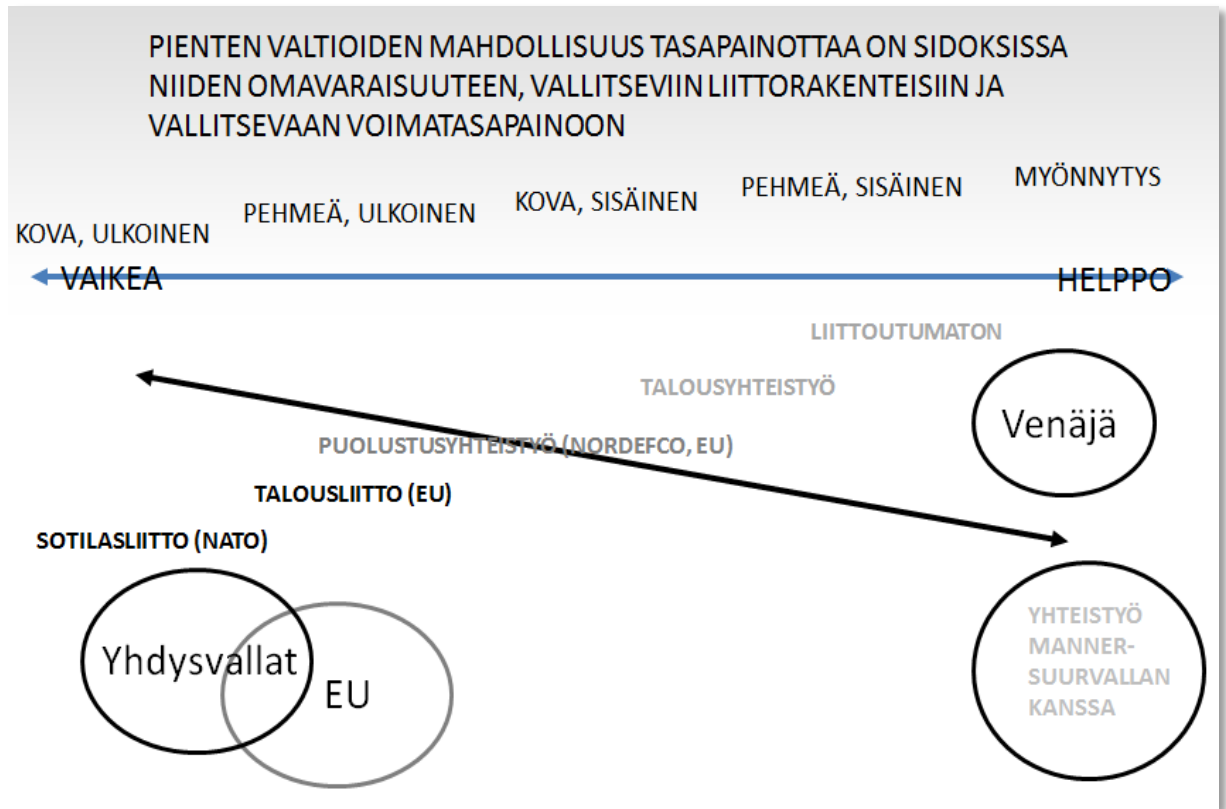 PIENTEN VALTIOIDEN MAHDOLLISUUS TASAPAINOTTAA ON SIDOKSISSA
NIIDEN OMAVARAISUUTEEN, VALLITSEVIIN LIITTORAKENTEISIIN JA
VALLITSEVAAN VOIMATASAPAINOON
KOVA, ULKOINEN
PEHMEÄ, ULKOINEN
KOVA, SISÄINEN
PEHMEÄ, SISÄINEN
MYÖNNYTYS
VAIKEA
HELPPO
LIITTOUTUMATON
TALOUSYHTEISTYÖ
Venäjä
PUOLUSTUSYHTEISTYÖ (NORDEFCO, EU)
TALOUSLIITTO (EU)
SOTILASLIITTO (NATO)
Yhdysvallat
EU
YHTEISTYÖ
MANNER-
SUURVALLAN
KANSSA